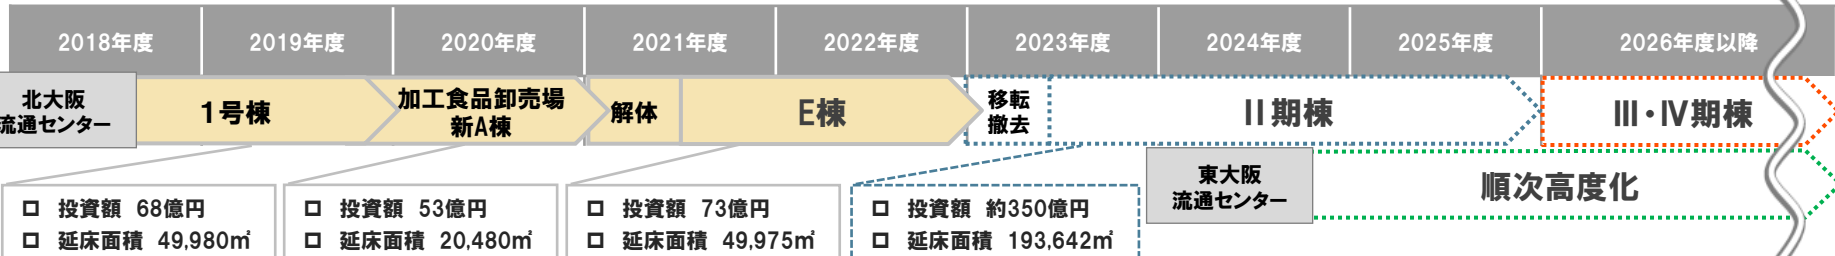 2018年度 2019年度 2020年度 2021年度 2022年度 2023年度 2024年度 2025年度 2026年度以降
北大阪
流通センター
1号棟
加工食品卸売場
新A棟
解体
E棟
移転
撤去
Ⅱ期棟
Ⅲ・Ⅳ期棟
東大阪
流通センター
順次高度化
□ 投資額 68億円
□ 延床面積 49,980㎡
□ 投資額 53億円
□ 延床面積 20,480㎡
□ 投資額 73億円
□ 延床面積 49,975㎡
□ 投資額 約350億円
□ 延床面積 193,642㎡